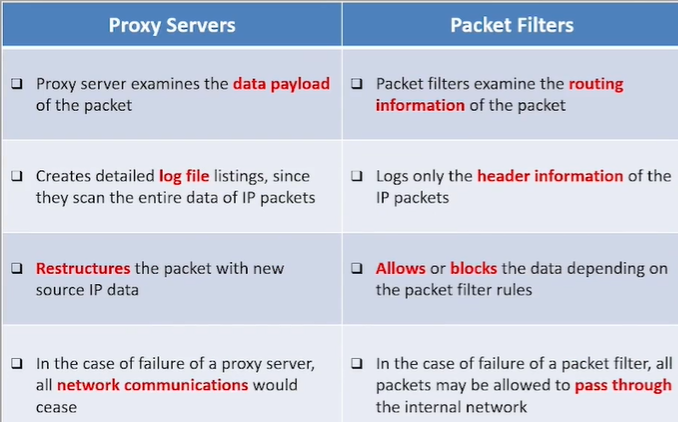 Proxy Servers
Packet Filters
Proxy server examines the data payload
of the packet
Packet filters examine the routing
information of the packet
Creates detailed log file listings, since
they scan the entire data of IP packets
Logs only the header information of the
IP packets
Restructures the packet with new
source IP data
Allows or blocks the data depending on
the packet filter rules
In the case of failure of a proxy server,
all network communications would
cease
In the case of failure of a packet filter, all
packets may be allowed to pass through
the internal network